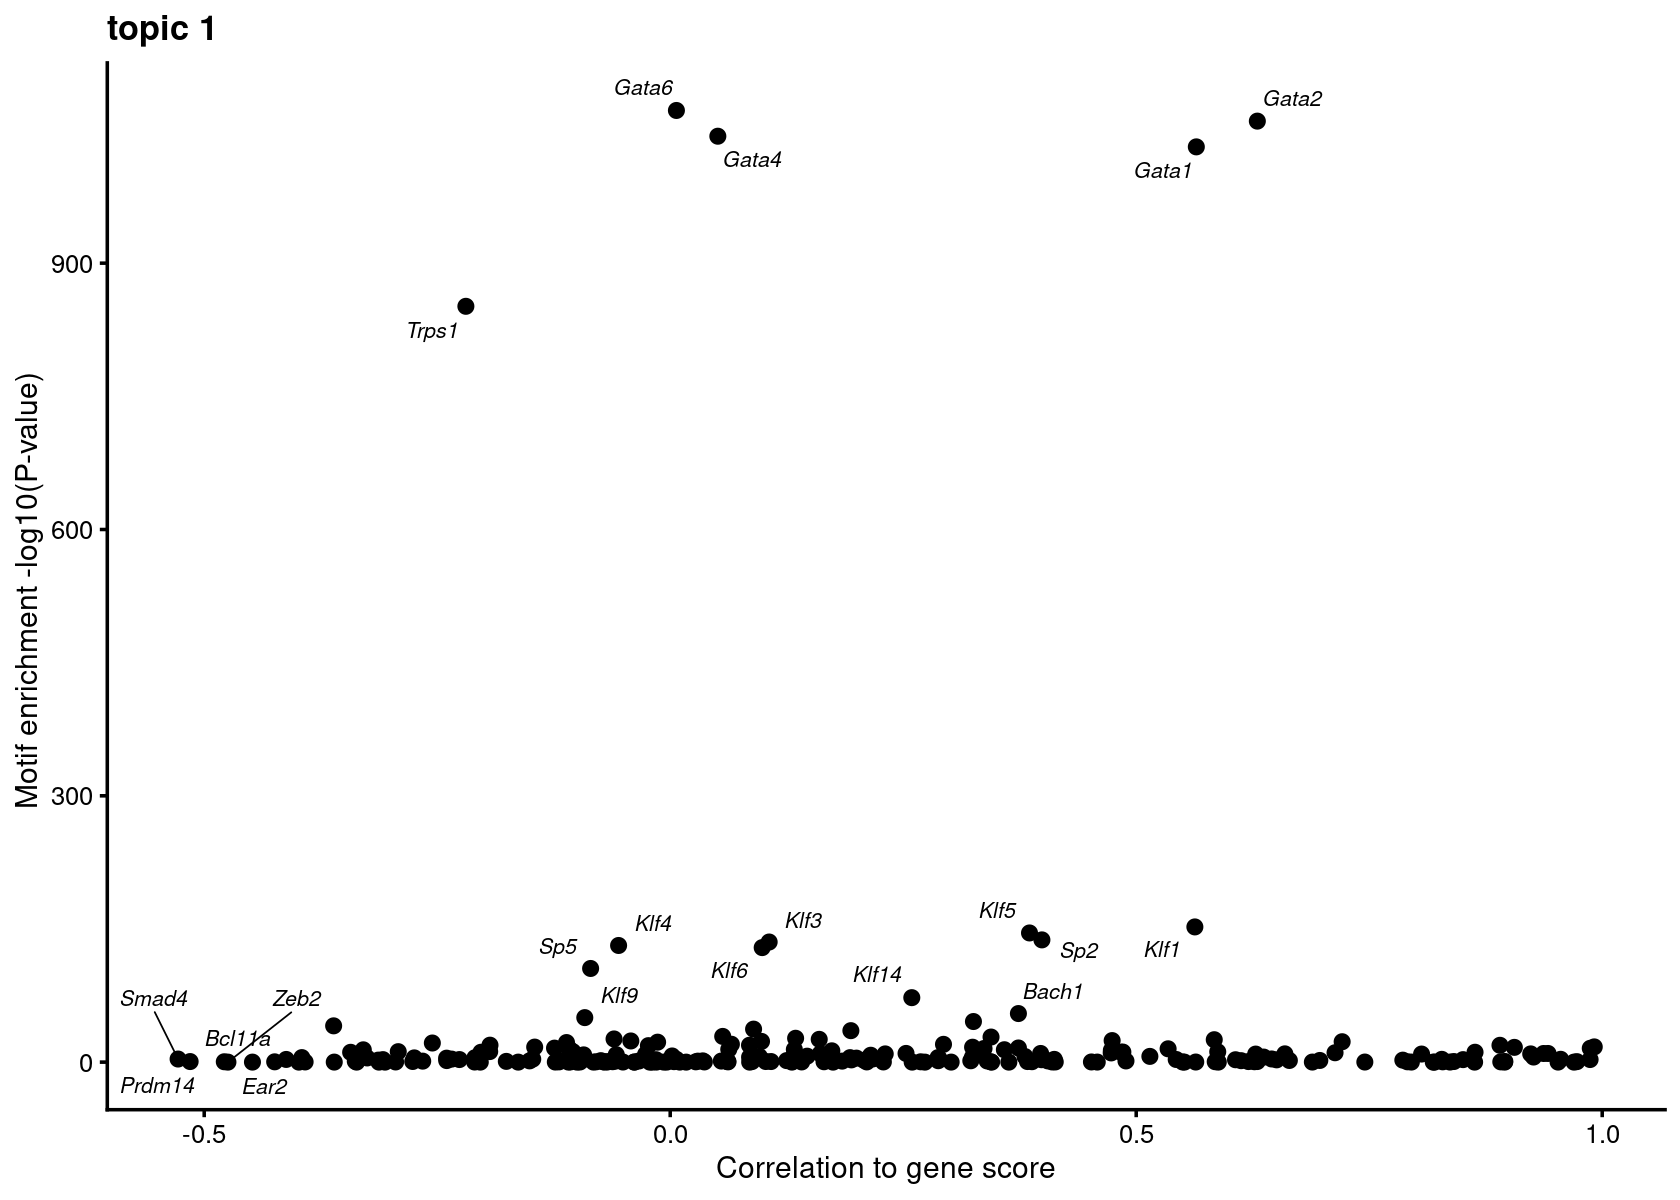 topic 1
Gata6
Gata2
Gata4
Gata1
900
Trps1
Motif enrichment -log10(P-value)
600
300
Klf5
Klf3
Klf4
Sp5
Sp2
Klf1
Klf6
Klf14
Bach1
Klf9
Smad4
Zeb2
Bcl11a
0
Prdm14
Ear2
-0.5
0.0
0.5
1.0
Correlation to gene score